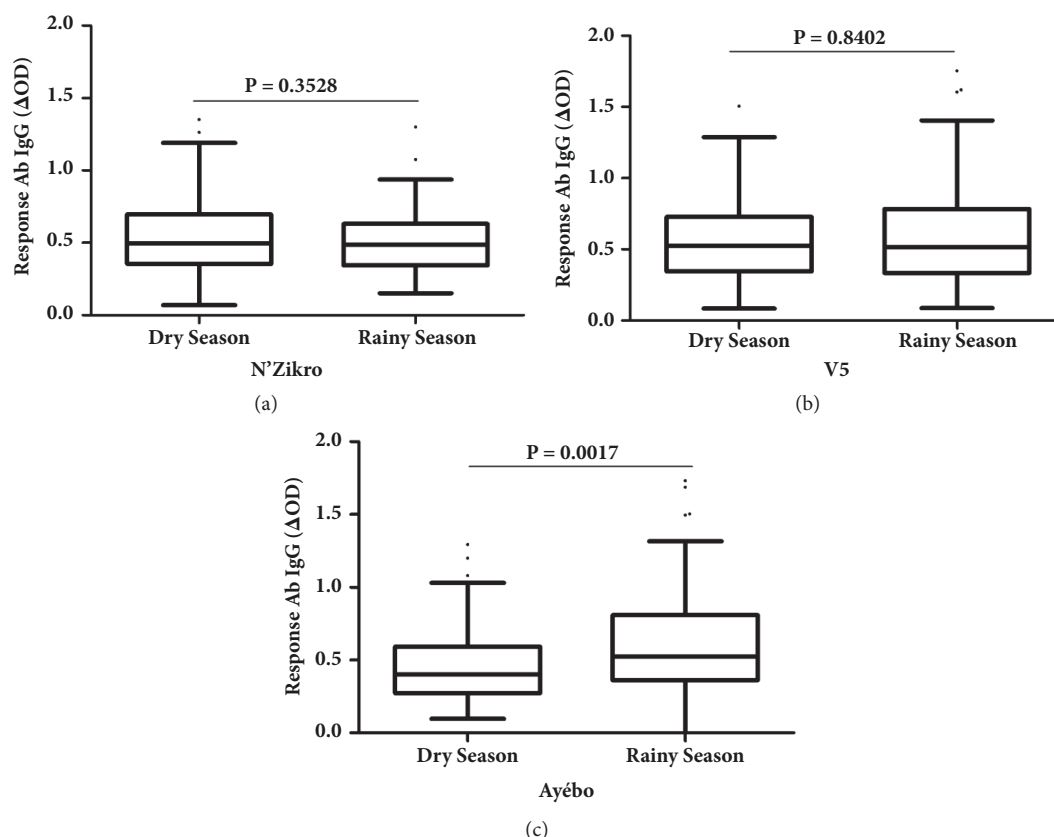 2.0
1.5
1.0
0.5
0.0
Response Ab IgG (ΔOD)
P = 0.3528
Dry Season
Rainy Season
N’Zikro
(a)
2.0
1.5
1.0
0.5
0.0
Response Ab IgG (ΔOD)
P = 0.8402
Dry Season
Rainy Season
V5
(b)
2.0
1.5
1.0
0.5
0.0
Response Ab IgG (ΔOD)
P = 0.0017
Dry Season
Rainy Season
Ayébo
(c)